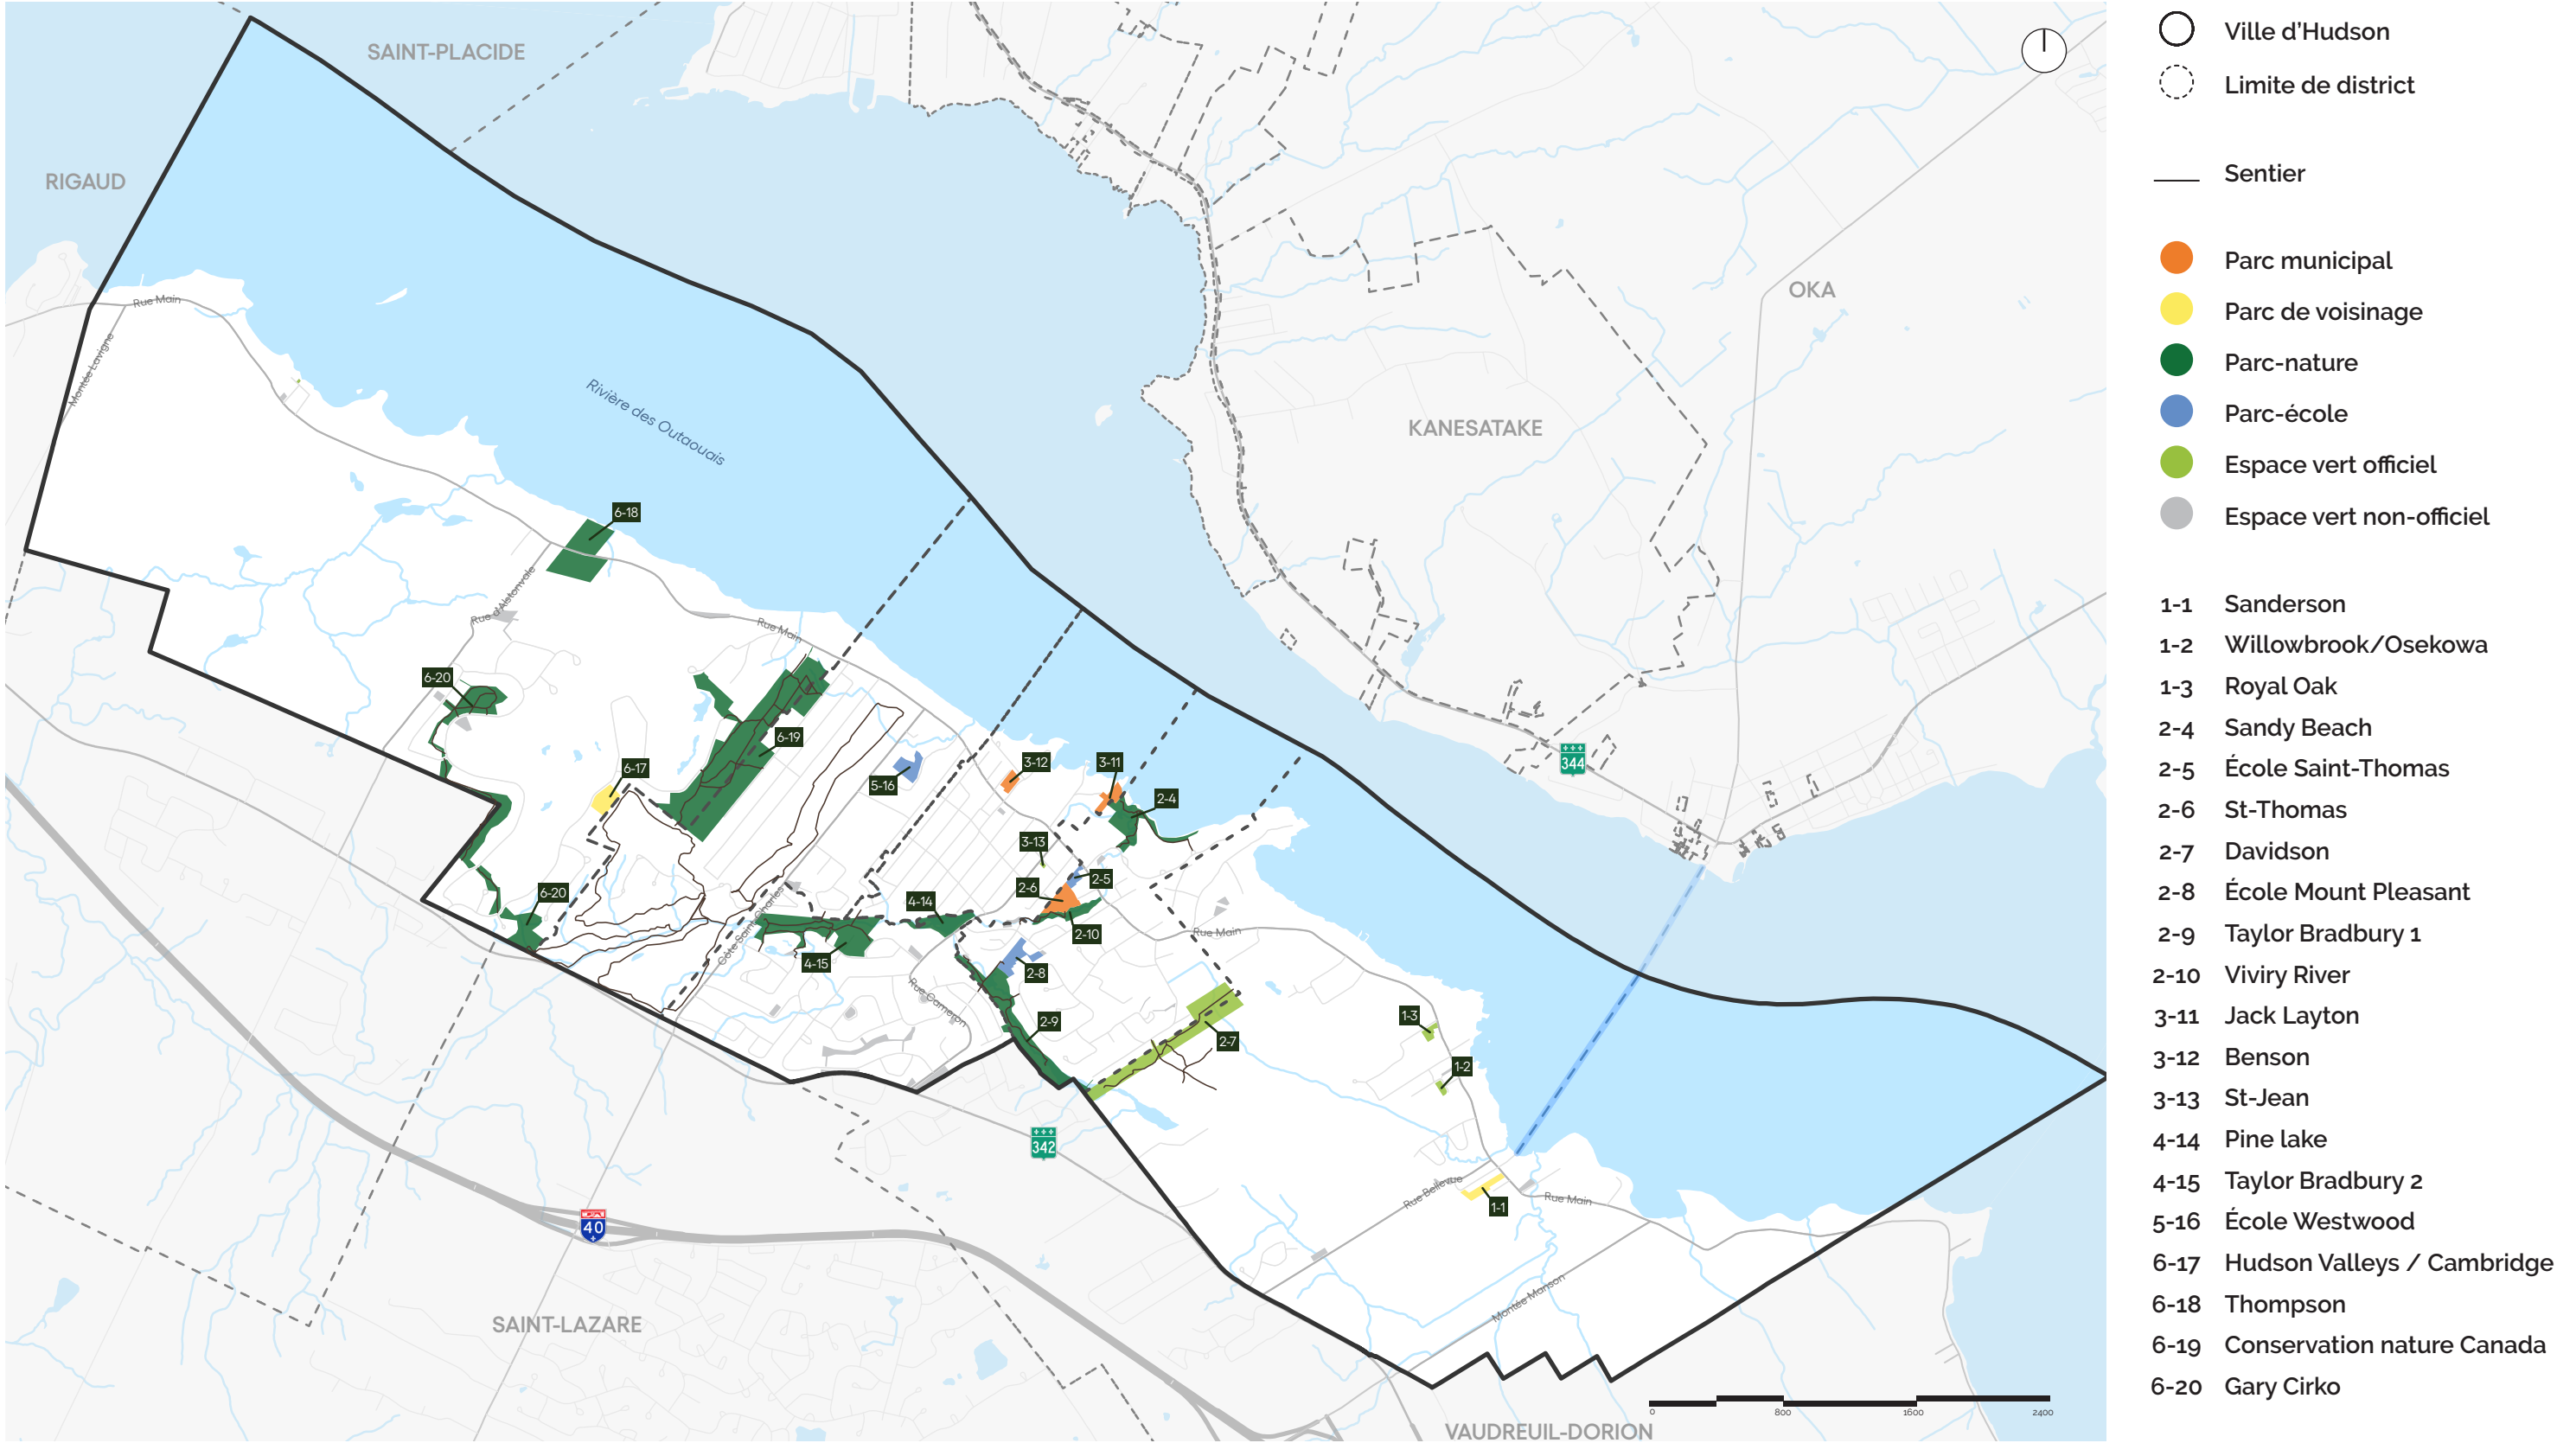 SAINT-PLACIDE
RIGAUD
Rue Main
Montée Lavigne
Rivière des Outaouais
OKA
KANESATAKE
6-18
Rue d'Alstonvale
Rue Main
6-20
6-19
6-17
5-16
3-12
3-11
344
2-4
3-13
2-5
2-6
6-20
4-14
2-10
Côte Saint-Charles
4-15
Rue Main
2-8
Rue Cameron
2-9
2-7
1-3
1-2
342
Rue Bellevue
Rue Main
1-1
40
Montée Manson
SAINT-LAZARE
VAUDREUIL-DORION
0 800 1600 2400
Ville d'Hudson
Limite de district
Sentier
Parc municipal
Parc de voisinage
Parc-nature
Parc-école
Espace vert officiel
Espace vert non-officiel
1-1 Sanderson
1-2 Willowbrook/Osekowa
1-3 Royal Oak
2-4 Sandy Beach
2-5 École Saint-Thomas
2-6 St-Thomas
2-7 Davidson
2-8 École Mount Pleasant
2-9 Taylor Bradbury 1
2-10 Viviry River
3-11 Jack Layton
3-12 Benson
3-13 St-Jean
4-14 Pine lake
4-15 Taylor Bradbury 2
5-16 École Westwood
6-17 Hudson Valleys / Cambridge
6-18 Thompson
6-19 Conservation nature Canada
6-20 Gary Cirko